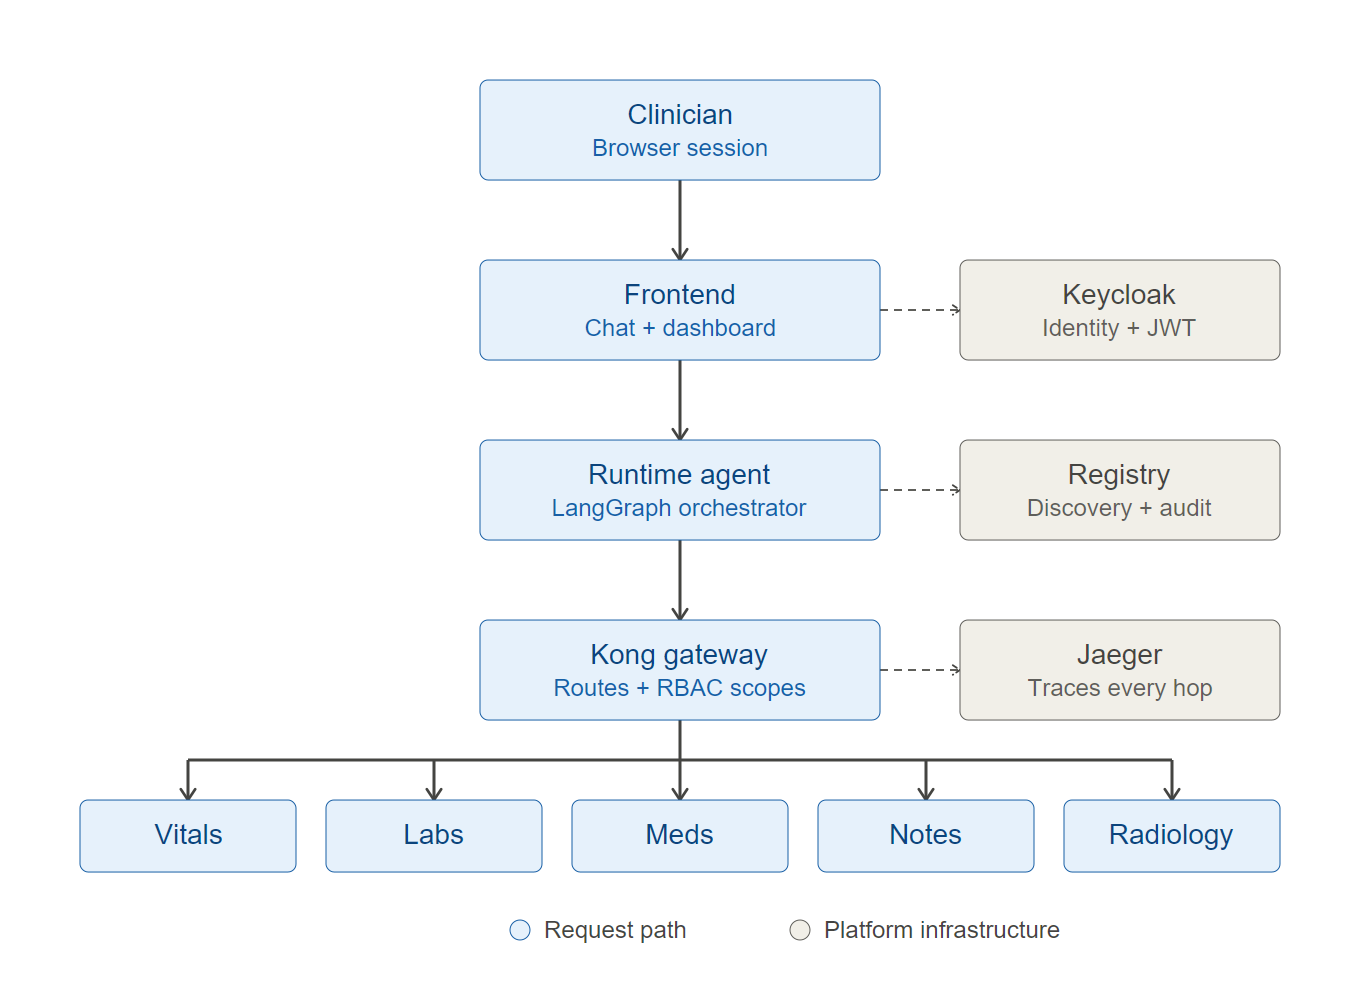 Clinician
Browser session
Frontend
Chat + dashboard
Keycloak
Identity + JWT
Runtime agent
LangGraph orchestrator
Registry
Discovery + audit
Kong gateway
Routes + RBAC scopes
Jaeger
Traces every hop
Vitals
Labs
Meds
Notes
Radiology
Request path
Platform infrastructure